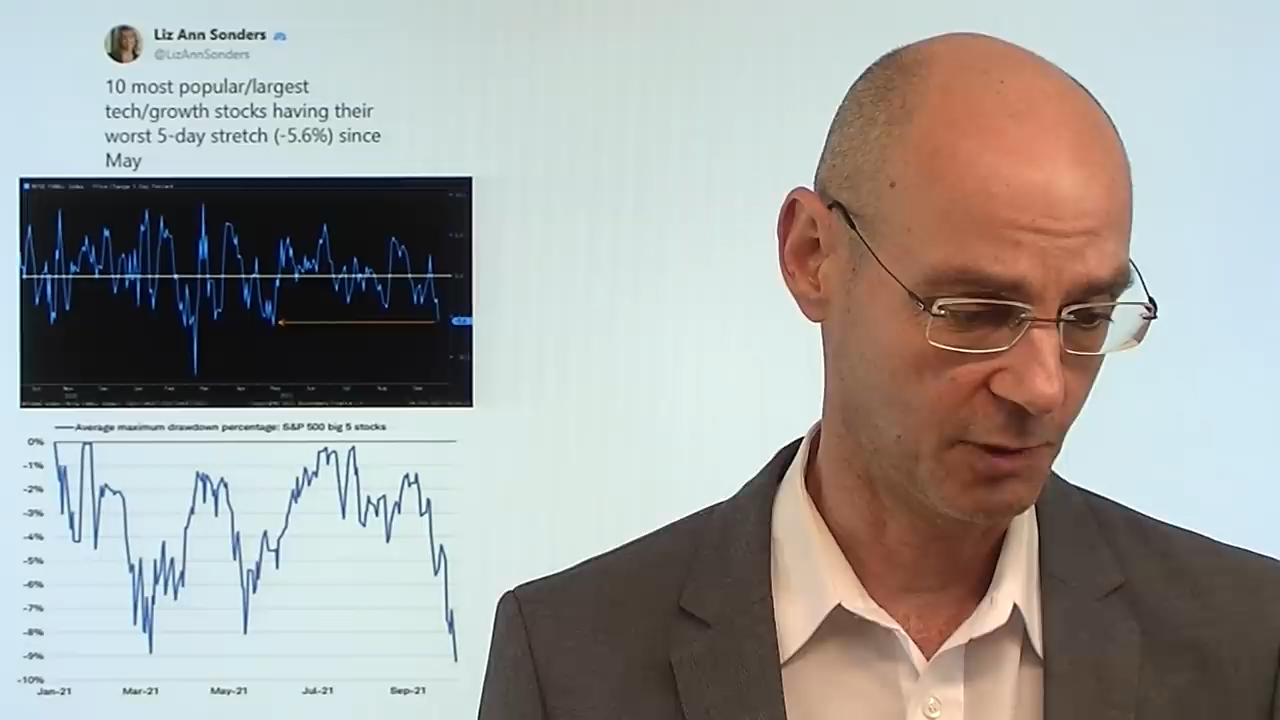 Liz Ann Sonders
@LizAnnSonders
10 most popular/largest
tech/growth stocks having their
worst 5-day stretch (-5.6%) since
May
Average maximum drawdown percentage: S&P 500 big 5 stocks
0%
-1%
-2%
-3%
-4%
-5%
-6%
-7%
-8%
-9%
-10%
Jan-21 Mar-21 May-21 Jul-21 Sep-21